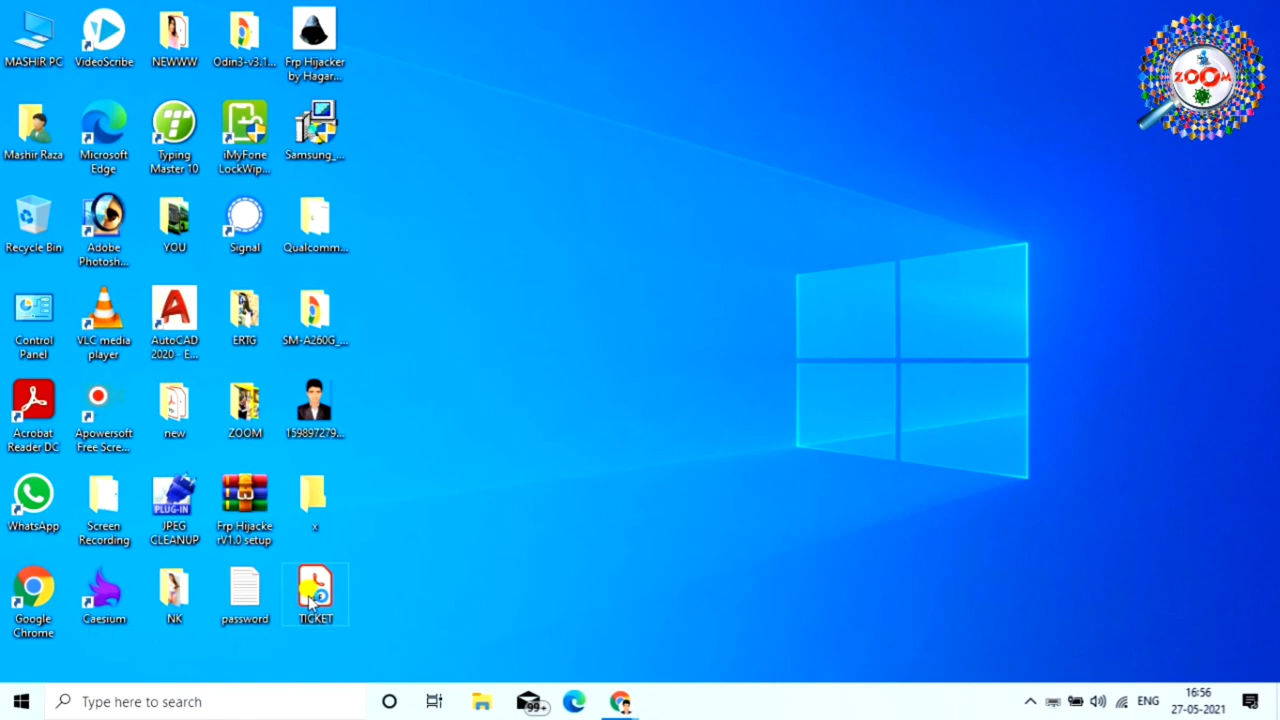 MASHIR PC
VideoScribe
NEWWW
Odin3-v3.1...
Frp Hijacker
by Hagar...
ZOOM
Mashir Raza
Microsoft
Edge
Typing
Master 10
iMyFone
LockWip...
Samsung_...
Recycle Bin
Adobe
Photosh...
YOU
Signal
Qualcomm...
Control
Panel
VLC media
player
AutoCAD
2020 - E...
ERTG
SM-A260G_...
Acrobat
Reader DC
Apowersoft
Free Scre...
new
ZOOM
159897279...
WhatsApp
Screen
Recording
PLUG-IN
JPEG
CLEANUP
Frp Hijacke
rV1.0 setup
x
Google
Chrome
Caesium
NK
password
TICKET
Type here to search
99+
ENG
16:56
27-05-2021